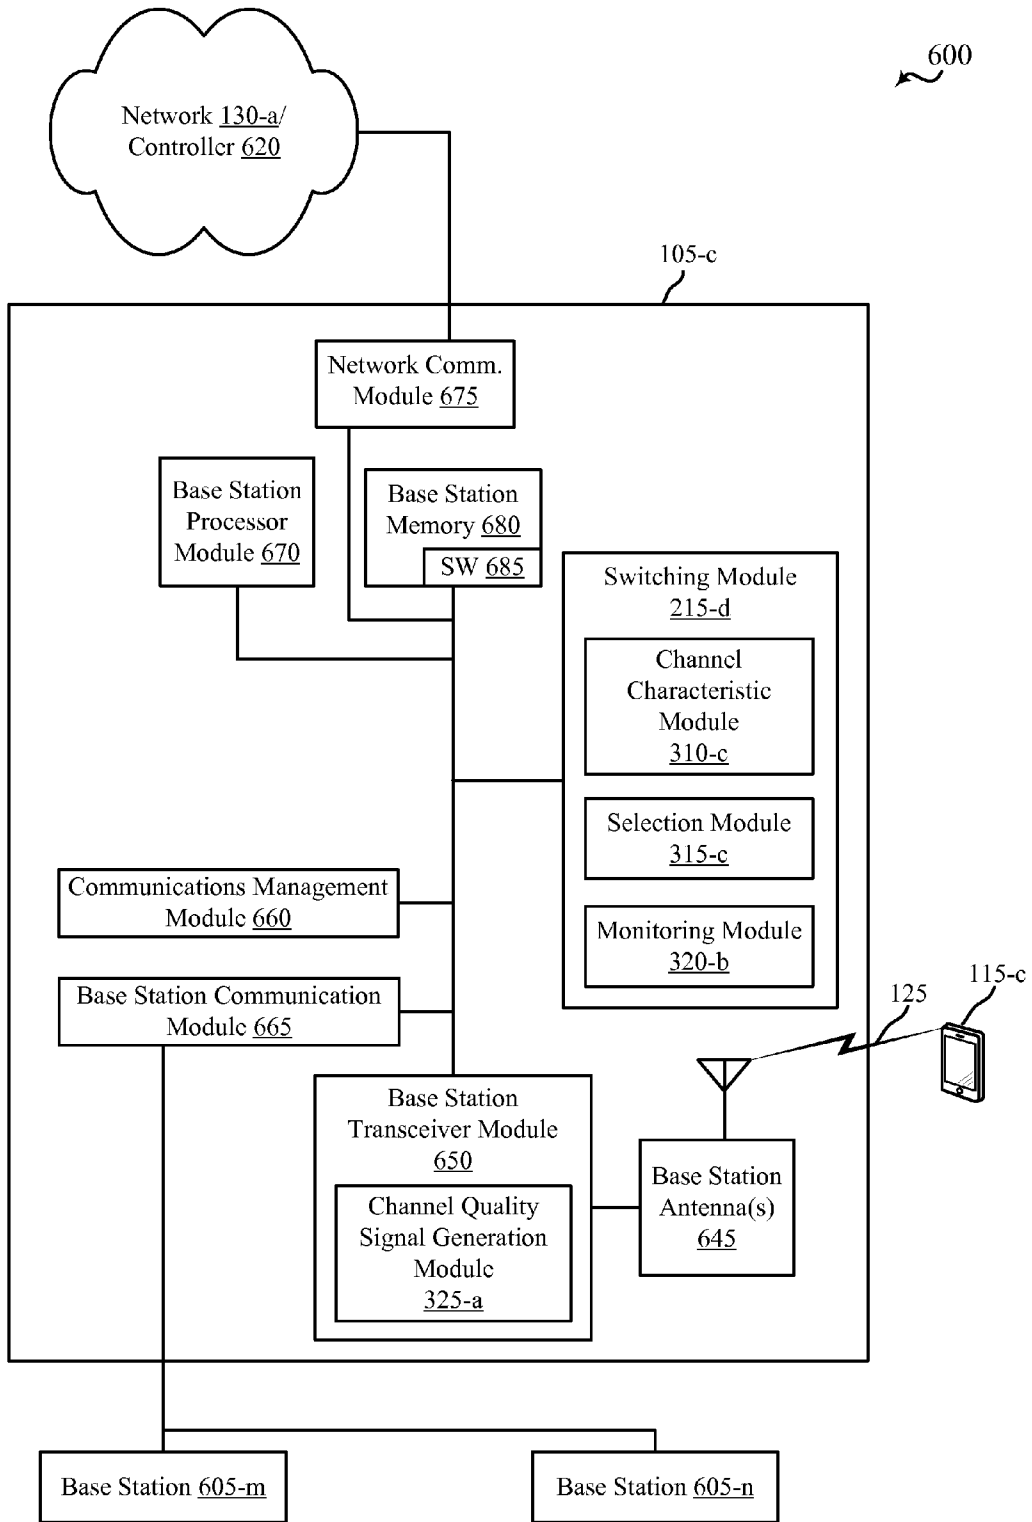 600
Network 130-a/
Controller 620
105-c
Network Comm.
Module 675
Base Station
Processor
Module 670
Base Station
Memory 680
SW 685
Switching Module
215-d
Channel
Characteristic
Module
310-c
Selection Module
315-c
Monitoring Module
320-b
Communications Management
Module 660
Base Station Communication
Module 665
125
115-c
Base Station
Transceiver Module
650
Channel Quality
Signal Generation
Module
325-a
Base Station
Antenna(s)
645
Base Station 605-m
Base Station 605-n